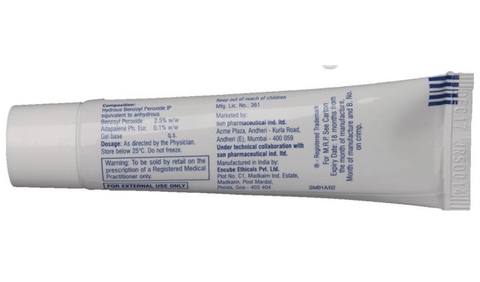 Composition:
Hydrous Benzoyl Peroxide IP
equivalent to anhydrous
Benzoyl Peroxide 2.5% w/w
Adapalene Ph. Eur. 0.1% w/w
Gel base q.s.
Dosage: As directed by the Physician.
Store below 25°C. Do not freeze.
Warning: To be sold by retail on the
prescription of a Registered Medical
Practitioner only.
FOR EXTERNAL USE ONLY
Keep out of reach of children
Mfg. Lic. No.: 361
Marketed by:
sun pharmaceutical ind. ltd.
Acme Plaza, Andheri - Kurla Road,
Andheri (E), Mumbai - 400 059
Under technical collaboration with
sun pharmaceutical ind. ltd.
Manufactured in India by:
Encube Ethicals Pvt. Ltd.
Plot No. C1, Madkaim Ind. Estate,
Madkaim, Post Mardol,
Ponda, Goa - 403 404
® - Registered Trademark
For M.R.P. See Carton
Expiry Date: 18 months from
the month of manufacture
Month of manufacture and B. No.
on crimp.
SMB1A/02